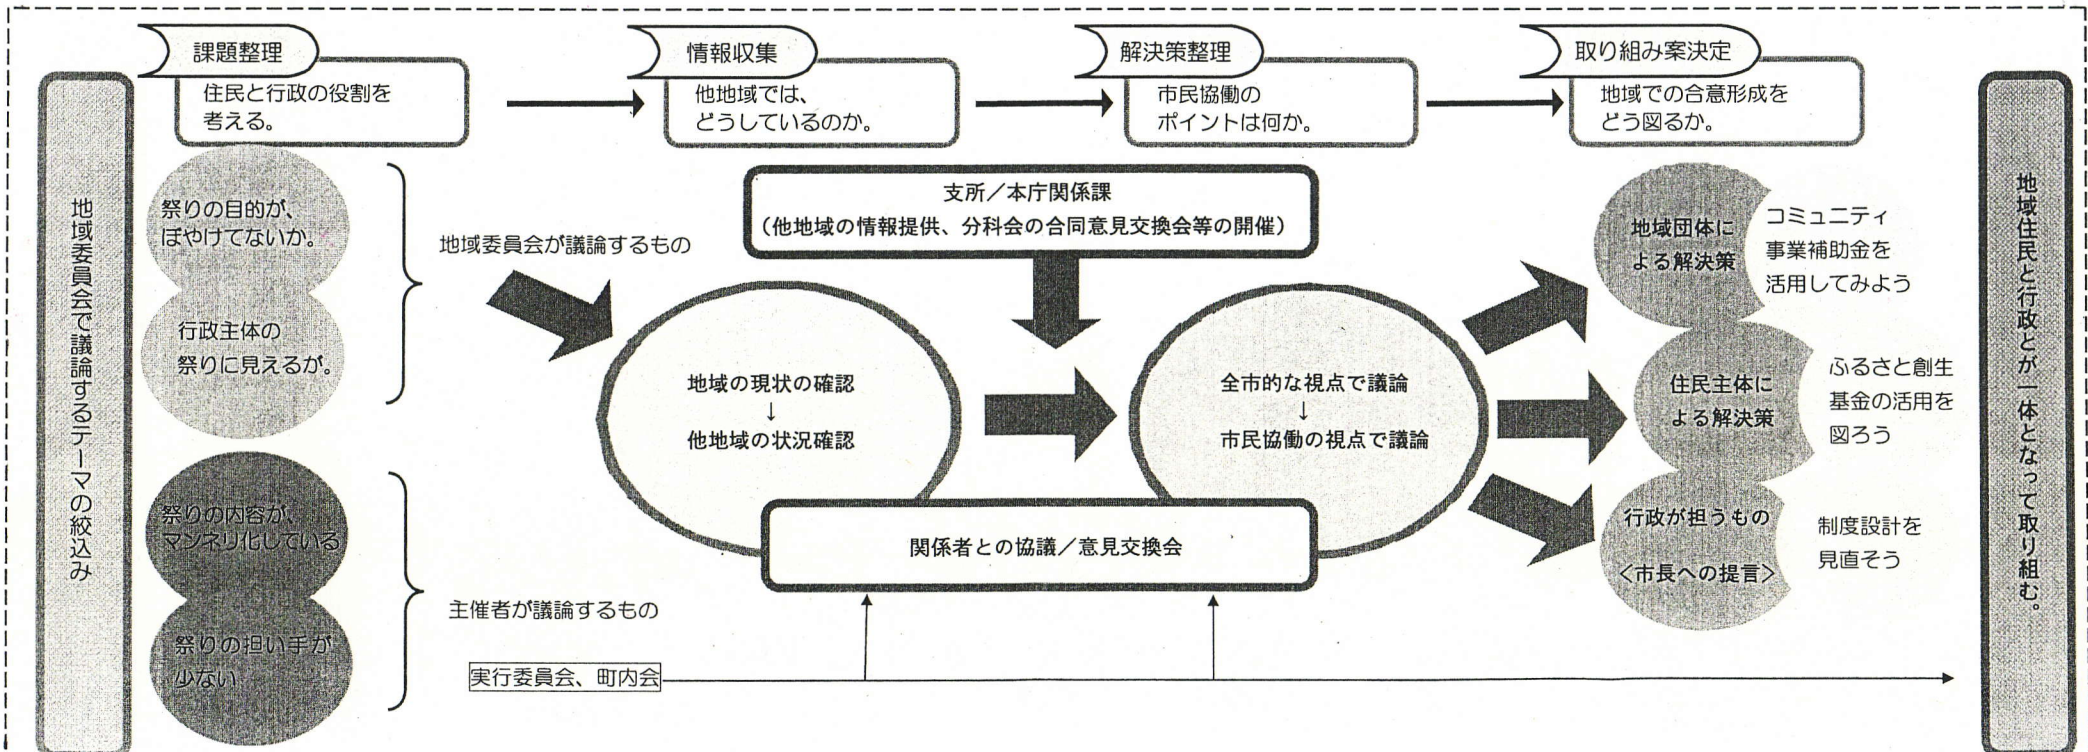 課題整理
住民と行政の役割を
考える。
情報収集
他地域では、
どうしているのか。
解決策整理
市民協働の
ポイントは何か。
取り組み案決定
地域での合意形成を
どう図るか。
地域委員会で議論するテーマの絞込み
祭りの目的が、
ぼやけてないか。
行政主体の
祭りに見えるが。
祭りの内容が、
マンネリ化している
祭りの担い手が
少ない
地域委員会が議論するもの
主催者が議論するもの
実行委員会、町内会
支所／本庁関係課
（他地域の情報提供、分科会の合同意見交換会等の開催）
地域の現状の確認
↓
他地域の状況確認
全市的な視点で議論
↓
市民協働の視点で議論
関係者との協議／意見交換会
地域団体に
よる解決策
コミュニティ
事業補助金を
活用してみよう
住民主体に
よる解決策
ふるさと創生
基金の活用を
図ろう
行政が担うもの
＜市長への提言＞
制度設計を
見直そう
地域住民と行政とが一体となって取り組む。